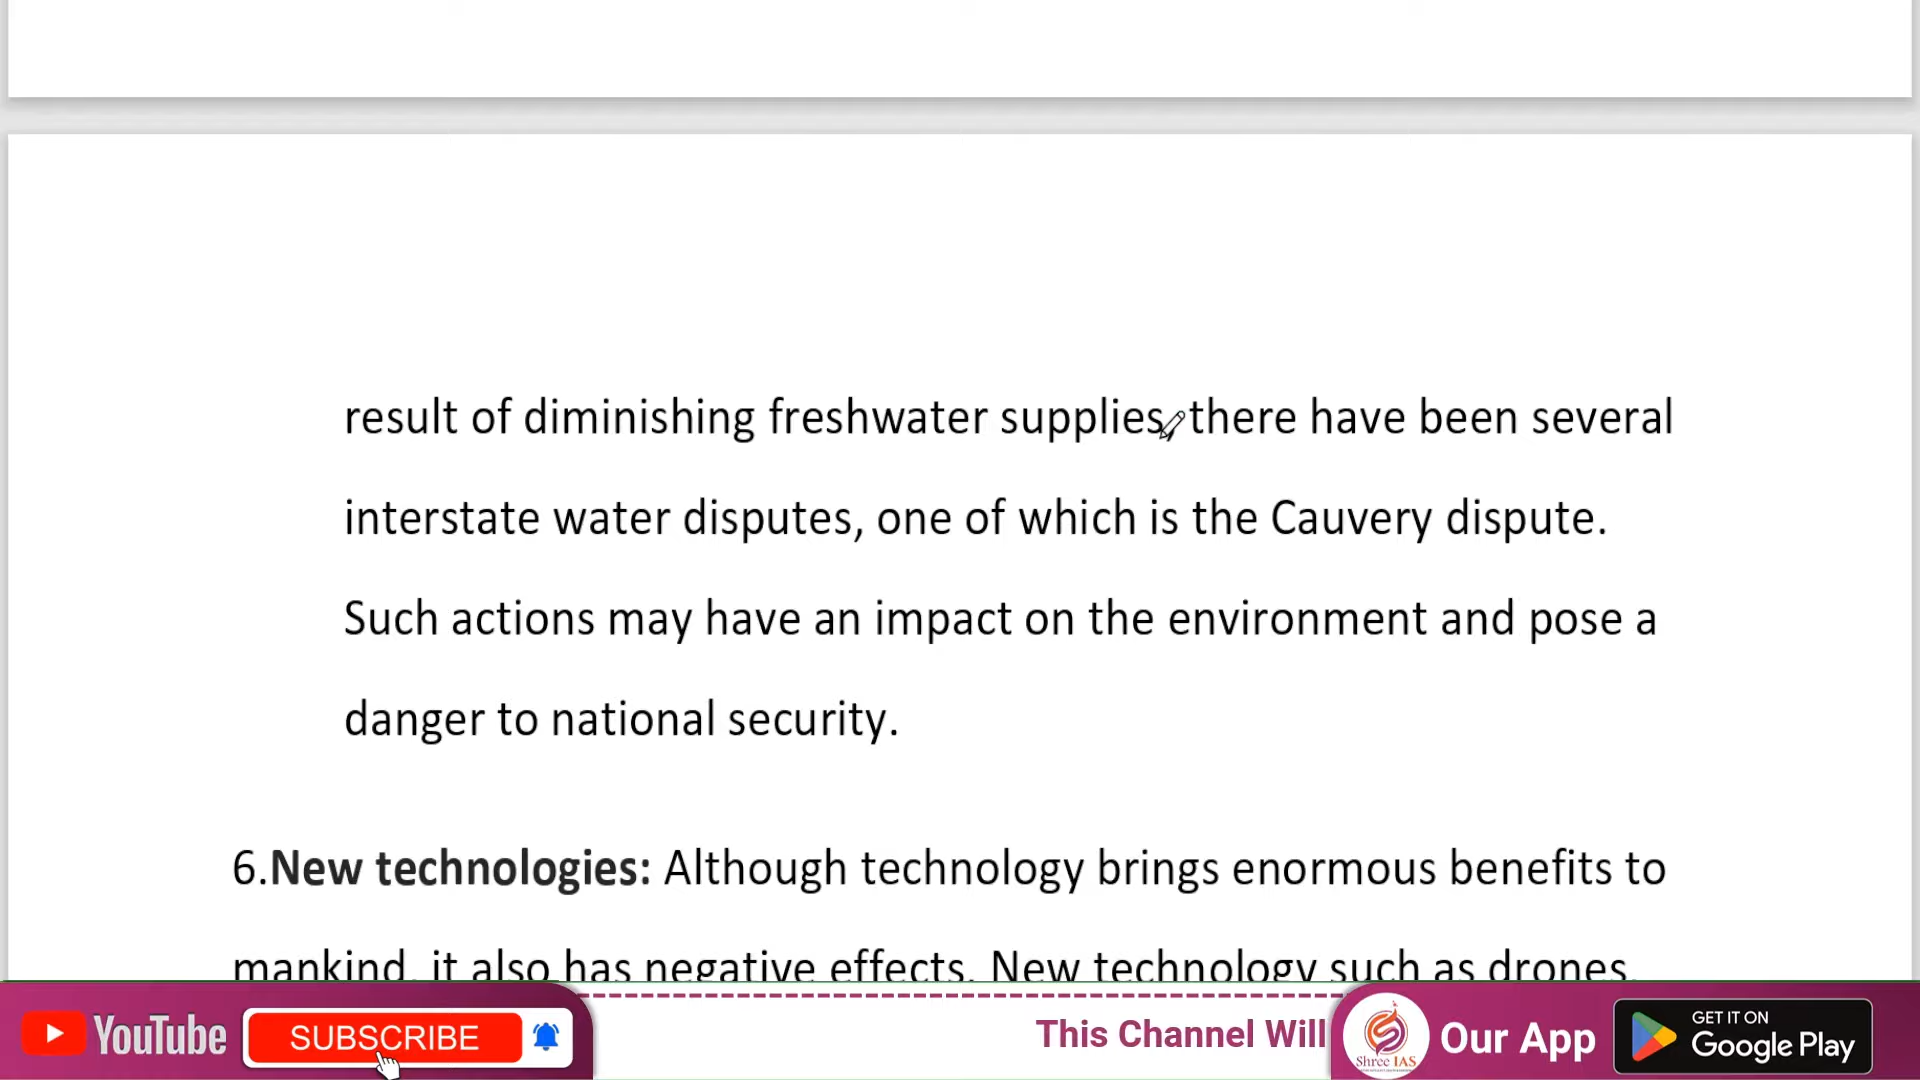 result of diminishing freshwater supplies, there have been several
interstate water disputes, one of which is the Cauvery dispute.
Such actions may have an impact on the environment and pose a
danger to national security.
6.New technologies: Although technology brings enormous benefits to
mankind, it also has negative effects. New technology such as drones,
YouTube
SUBSCRIBE
This Channel Will
Shree IAS
Our App
GET IT ON
Google Play